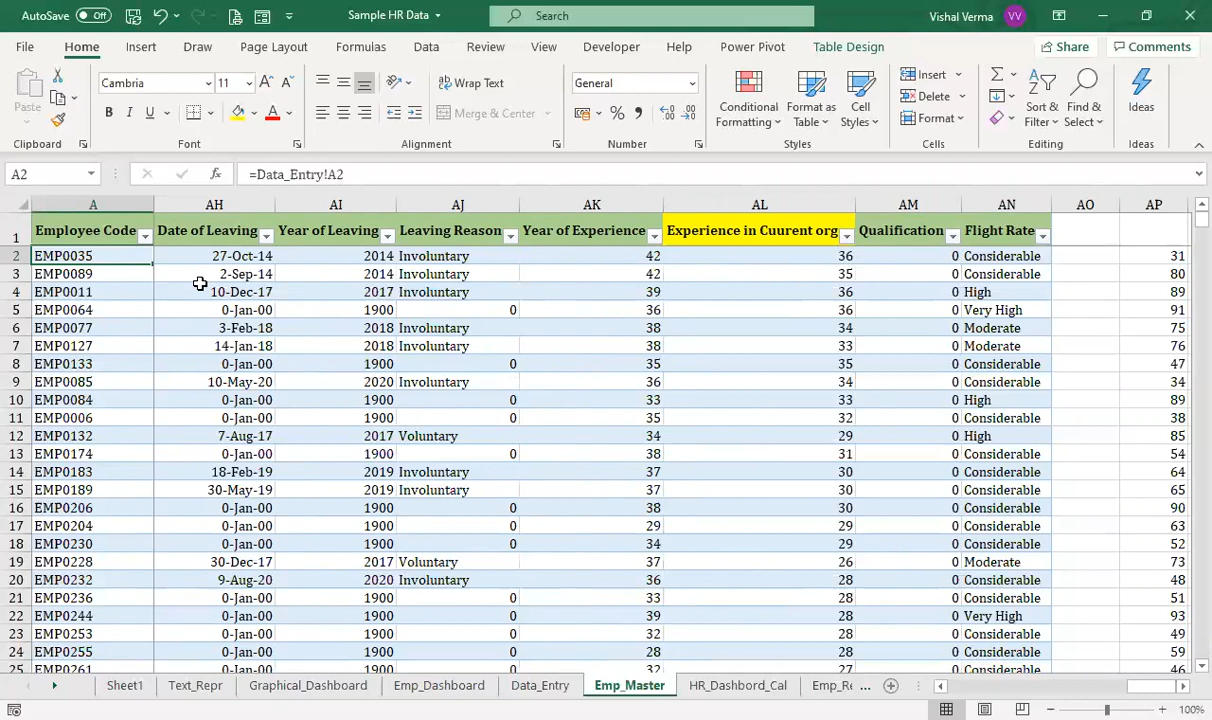 AutoSave Off Sample HR Data Search Vishal Verma VV
File Home Insert Draw Page Layout Formulas Data Review View Developer Help Power Pivot Table Design Share Comments
Paste Cambria 11 A A Wrap Text General Conditional Format as Cell Insert Sort & Find & Ideas
B I U A Merge & Center % Formatting Table Styles Delete Filter Select
Format
Clipboard Font Alignment Number Styles Cells Editing Ideas
A2 fx =Data_Entry!A2
A AH AI AJ AK AL AM AN AO AP
1 Employee Code Date of Leaving Year of Leaving Leaving Reason Year of Experience Experience in Cuurent org Qualification Flight Rate
2 EMP0035 27-Oct-14 2014 Involuntary 42 36 0 Considerable 31
3 EMP0089 2-Sep-14 2014 Involuntary 42 35 0 Considerable 80
4 EMP0011 10-Dec-17 2017 Involuntary 39 36 0 High 89
5 EMP0064 0-Jan-00 1900 0 36 36 0 Very High 91
6 EMP0077 3-Feb-18 2018 Involuntary 38 34 0 Moderate 75
7 EMP0127 14-Jan-18 2018 Involuntary 38 33 0 Moderate 76
8 EMP0133 0-Jan-00 1900 0 35 35 0 Considerable 47
9 EMP0085 10-May-20 2020 Involuntary 36 34 0 Considerable 34
10 EMP0084 0-Jan-00 1900 0 33 33 0 High 89
11 EMP0006 0-Jan-00 1900 0 35 32 0 Considerable 38
12 EMP0132 7-Aug-17 2017 Voluntary 34 29 0 High 85
13 EMP0174 0-Jan-00 1900 0 38 31 0 Considerable 54
14 EMP0183 18-Feb-19 2019 Involuntary 37 30 0 Considerable 64
15 EMP0189 30-May-19 2019 Involuntary 37 30 0 Considerable 65
16 EMP0206 0-Jan-00 1900 0 38 30 0 Considerable 90
17 EMP0204 0-Jan-00 1900 0 29 29 0 Considerable 63
18 EMP0230 0-Jan-00 1900 0 34 29 0 Considerable 52
19 EMP0228 30-Dec-17 2017 Voluntary 37 26 0 Moderate 73
20 EMP0232 9-Aug-20 2020 Involuntary 36 28 0 Considerable 48
21 EMP0236 0-Jan-00 1900 0 33 28 0 Considerable 51
22 EMP0244 0-Jan-00 1900 0 39 28 0 Very High 93
23 EMP0253 0-Jan-00 1900 0 32 28 0 Considerable 49
24 EMP0255 0-Jan-00 1900 0 36 28 0 Considerable 59
25 EMP0261 0-Jan-00 1900 0 32 27 0 Considerable 46
Sheet1 Text_Repr Graphical_Dashboard Emp_Dashboard Data_Entry Emp_Master HR_Dashbord_Cal Emp_Re ...
100%